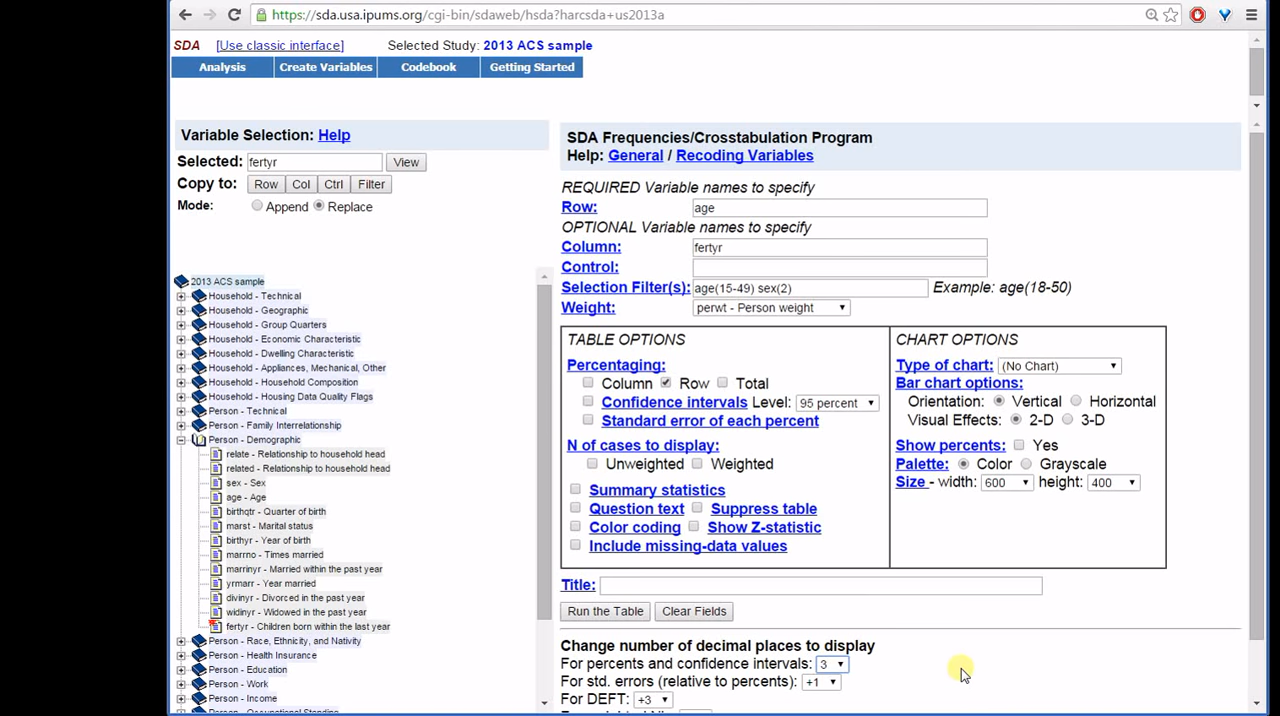 https://sda.usa.ipums.org/cgi-bin/sdaweb/hsda?harcsda+us2013a
SDA [Use classic interface] Selected Study: 2013 ACS sample
Analysis Create Variables Codebook Getting Started
Variable Selection: Help
Selected: fertyr View
Copy to: Row Col Ctrl Filter
Mode: Append Replace
2013 ACS sample
Household - Technical
Household - Geographic
Household - Group Quarters
Household - Economic Characteristic
Household - Dwelling Characteristic
Household - Appliances, Mechanical, Other
Household - Household Composition
Household - Housing Data Quality Flags
Person - Technical
Person - Family Interrelationship
Person - Demographic
relate - Relationship to household head
related - Relationship to household head
sex - Sex
age - Age
birthqtr - Quarter of birth
marst - Marital status
birthyr - Year of birth
marrno - Times married
marrinyr - Married within the past year
yrmarr - Year married
divinyr - Divorced in the past year
widinyr - Widowed in the past year
fertyr - Children born within the last year
Person - Race, Ethnicity, and Nativity
Person - Health Insurance
Person - Education
Person - Work
Person - Income
Person - Occupational Standing
SDA Frequencies/Crosstabulation Program
Help: General / Recoding Variables
REQUIRED Variable names to specify
Row: age
OPTIONAL Variable names to specify
Column: fertyr
Control:
Selection Filter(s): age(15-49) sex(2) Example: age(18-50)
Weight: perwt - Person weight
TABLE OPTIONS
Percentaging:
Column Row Total
Confidence intervals Level: 95 percent
Standard error of each percent
N of cases to display:
Unweighted Weighted
Summary statistics
Question text Suppress table
Color coding Show Z-statistic
Include missing-data values
CHART OPTIONS
Type of chart: (No Chart)
Bar chart options:
Orientation: Vertical Horizontal
Visual Effects: 2-D 3-D
Show percents: Yes
Palette: Color Grayscale
Size - width: 600 height: 400
Title:
Run the Table Clear Fields
Change number of decimal places to display
For percents and confidence intervals: 3
For std. errors (relative to percents): +1
For DEFT: +3